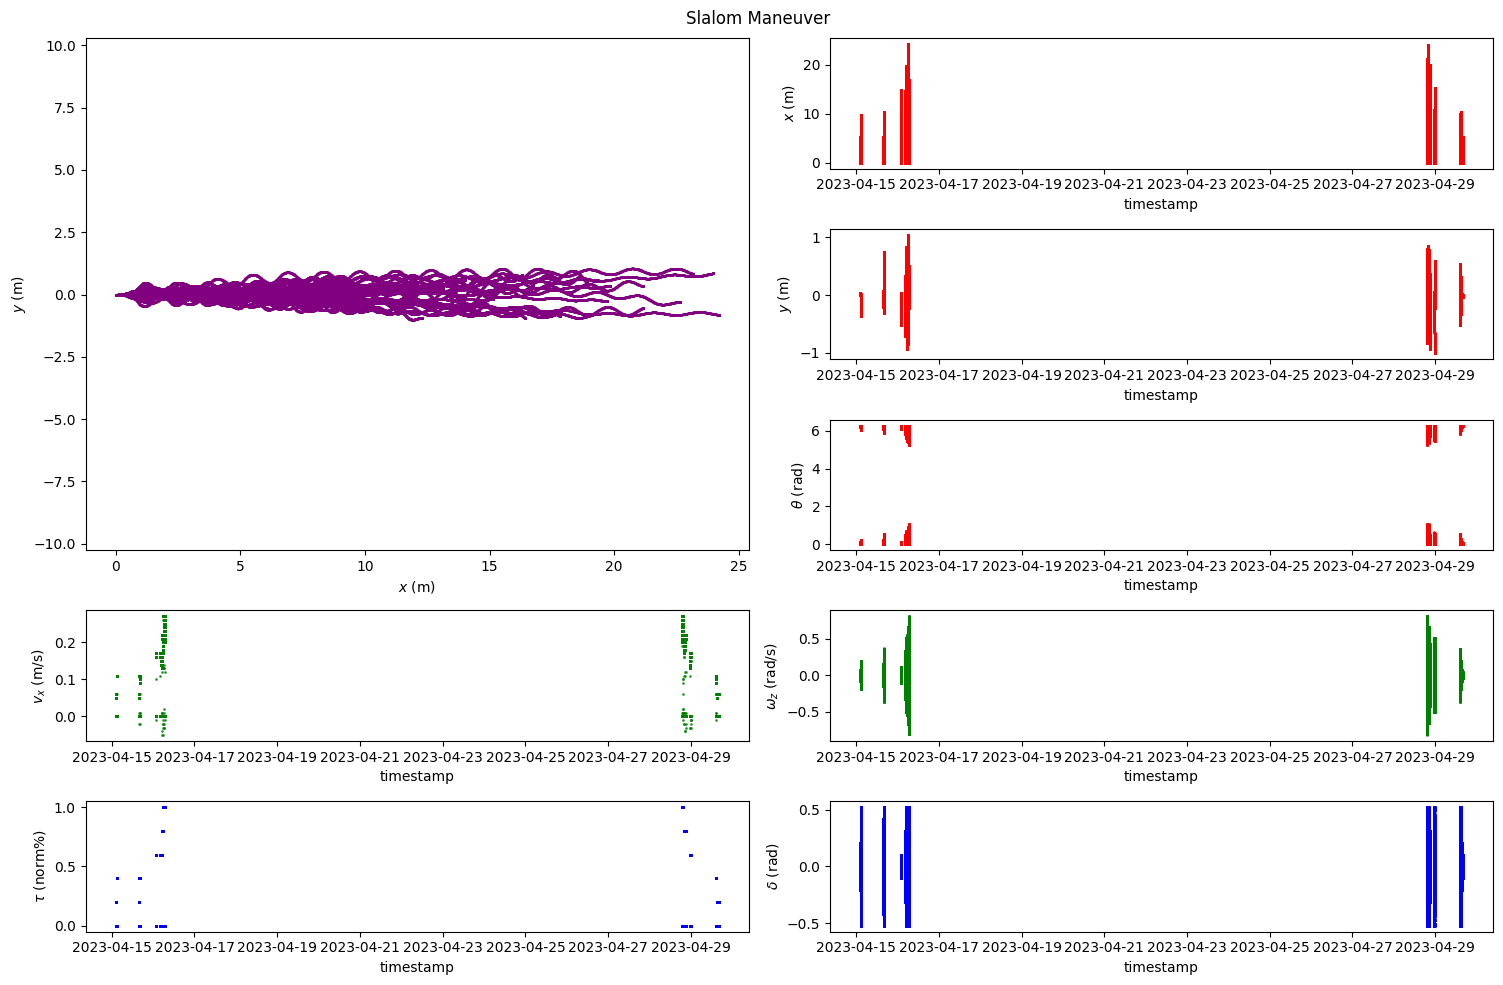 Slalom Maneuver
10.0
7.5
5.0
2.5
0.0
−2.5
−5.0
−7.5
−10.0
y (m)
0 5 10 15 20 25
x (m)
20
10
0
x (m)
2023-04-15 2023-04-17 2023-04-19 2023-04-21 2023-04-23 2023-04-25 2023-04-27 2023-04-29
timestamp
1
0
−1
y (m)
2023-04-15 2023-04-17 2023-04-19 2023-04-21 2023-04-23 2023-04-25 2023-04-27 2023-04-29
timestamp
6
4
2
0
θ (rad)
2023-04-15 2023-04-17 2023-04-19 2023-04-21 2023-04-23 2023-04-25 2023-04-27 2023-04-29
timestamp
0.2
0.1
0.0
vₓ (m/s)
2023-04-15 2023-04-17 2023-04-19 2023-04-21 2023-04-23 2023-04-25 2023-04-27 2023-04-29
timestamp
0.5
0.0
−0.5
ω_z (rad/s)
2023-04-15 2023-04-17 2023-04-19 2023-04-21 2023-04-23 2023-04-25 2023-04-27 2023-04-29
timestamp
1.0
0.5
0.0
τ (norm%)
2023-04-15 2023-04-17 2023-04-19 2023-04-21 2023-04-23 2023-04-25 2023-04-27 2023-04-29
timestamp
0.5
0.0
−0.5
δ (rad)
2023-04-15 2023-04-17 2023-04-19 2023-04-21 2023-04-23 2023-04-25 2023-04-27 2023-04-29
timestamp